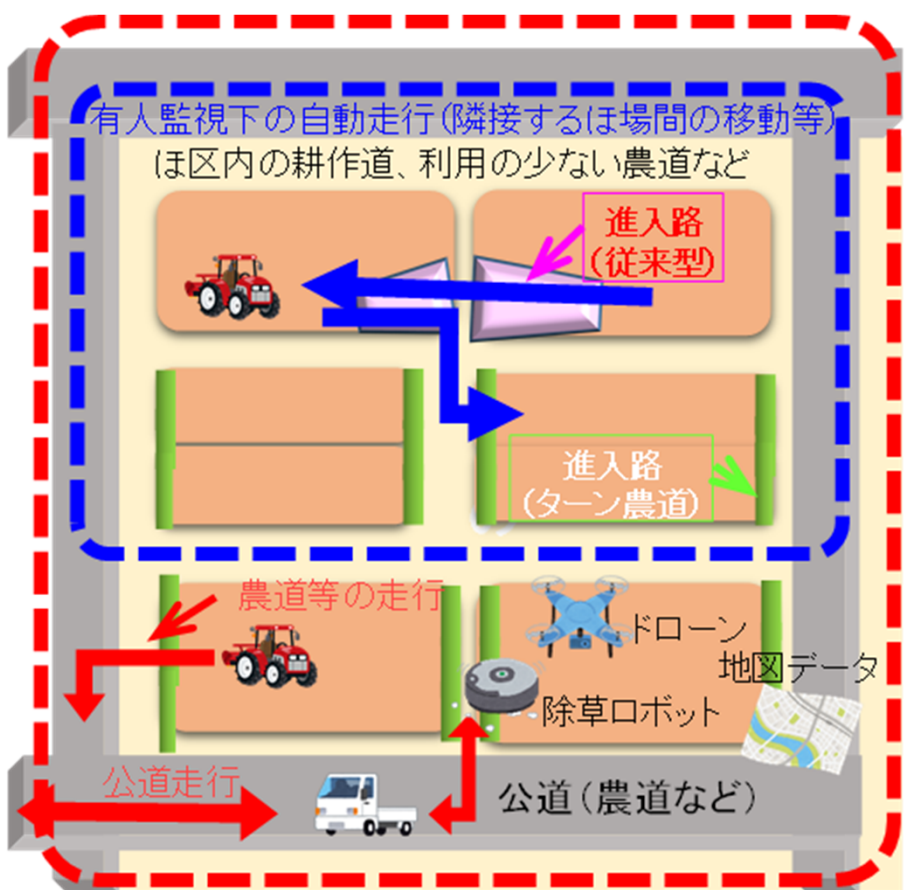 有人監視下の自動走行(隣接するほ場間の移動等)
ほ区内の耕作道、利用の少ない農道など
進入路
(従来型)
進入路
(ターン農道)
農道等の走行
ドローン
地図データ
除草ロボット
公道走行
公道(農道など)